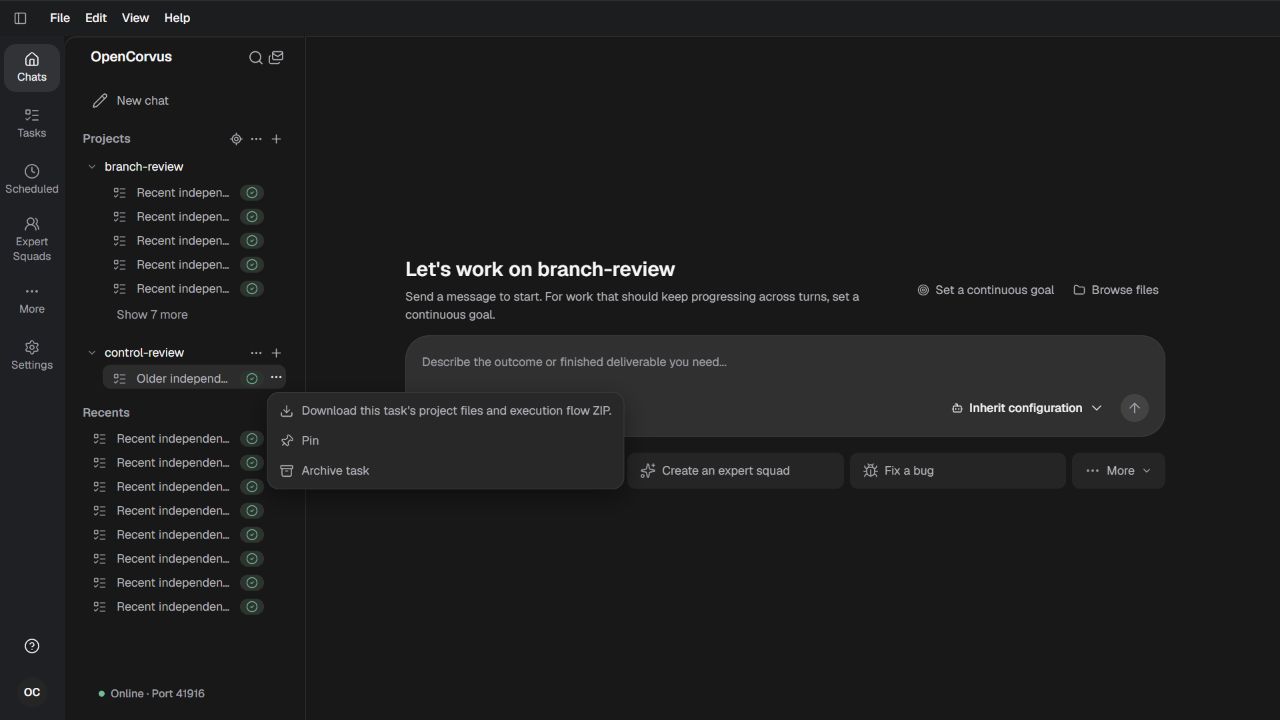 File Edit View Help
OpenCorvus
Chats
Tasks
Scheduled
Expert
Squads
More
Settings
OC
New chat
Projects
branch-review
Recent indepen...
Recent indepen...
Recent indepen...
Recent indepen...
Recent indepen...
Show 7 more
control-review
Older independ...
Recents
Recent independen...
Recent independen...
Recent independen...
Recent independen...
Recent independen...
Recent independen...
Recent independen...
Recent independen...
Online · Port 41916
Download this task's project files and execution flow ZIP.
Pin
Archive task
Let's work on branch-review
Send a message to start. For work that should keep progressing across turns, set a
continuous goal.
Set a continuous goal
Browse files
Describe the outcome or finished deliverable you need...
Inherit configuration
Create an expert squad
Fix a bug
More